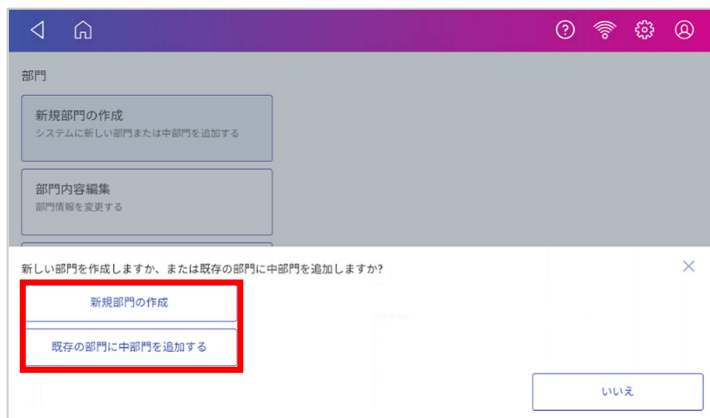 部門
新規部門の作成
システムに新しい部門または中部門を追加する
部門内容編集
部門情報を変更する
新しい部門を作成しますか、または既存の部門に中部門を追加しますか?
新規部門の作成
既存の部門に中部門を追加する
いいえ